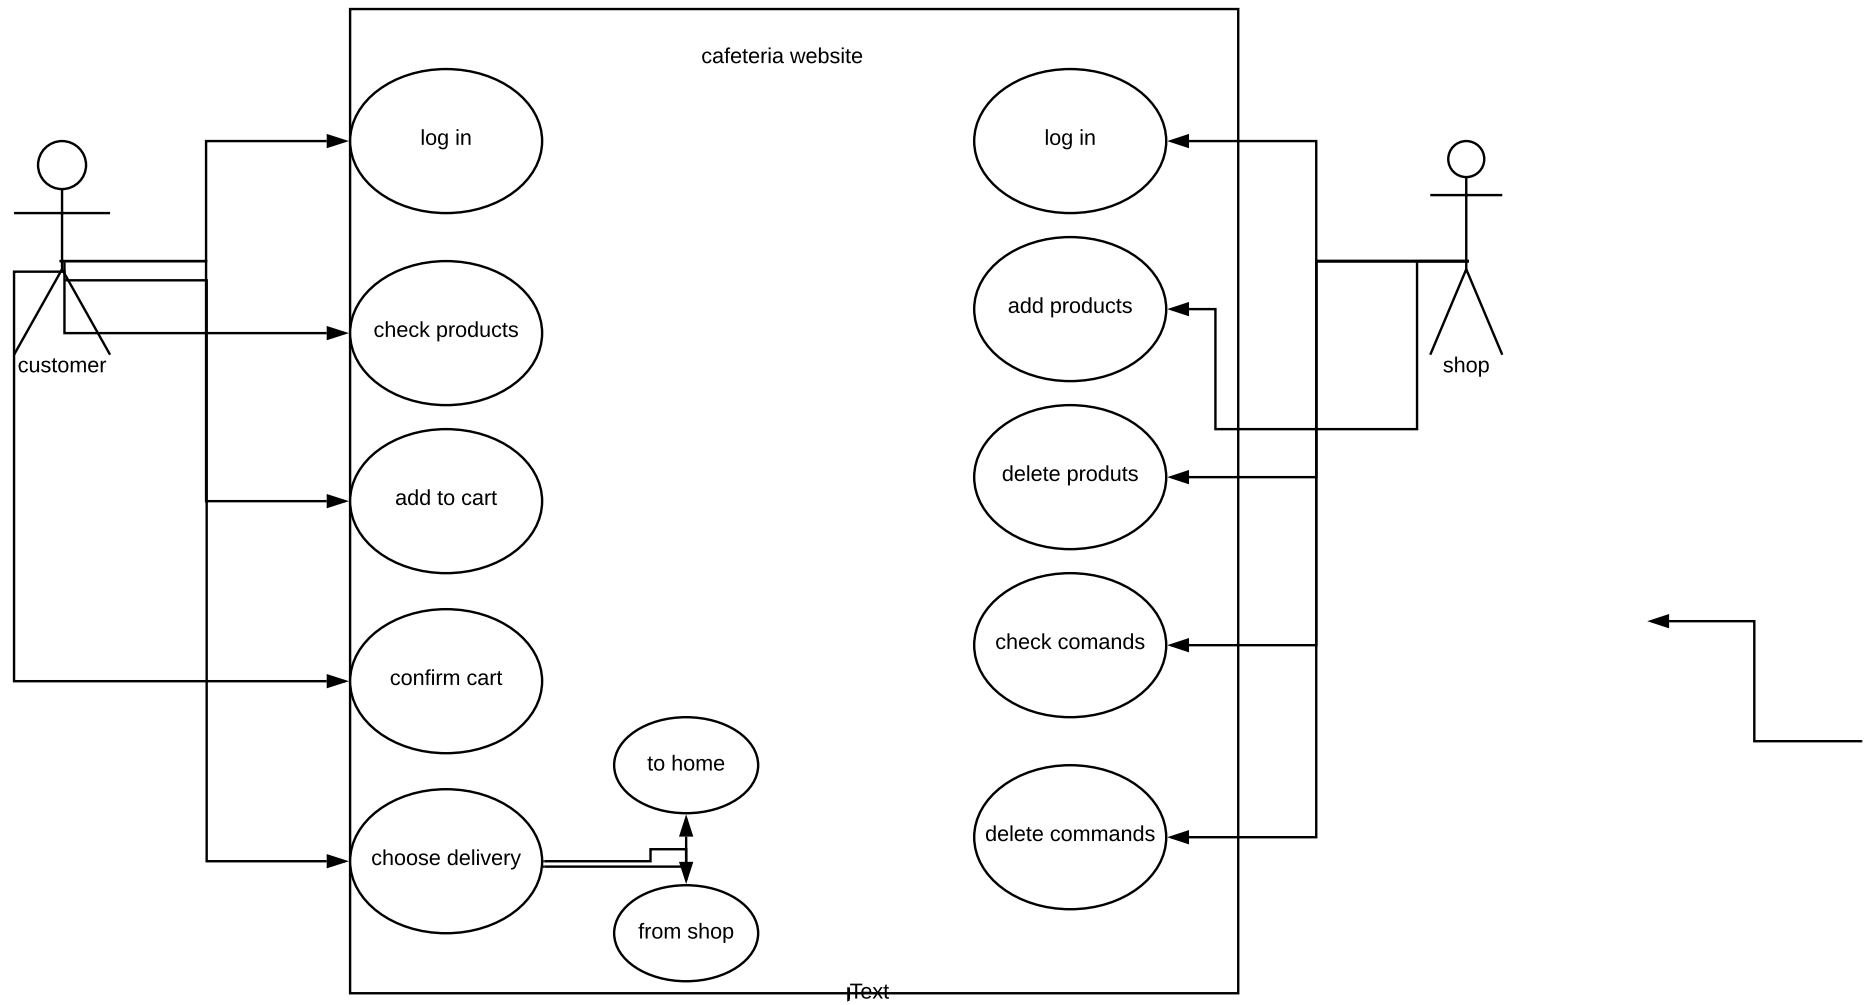 cafeteria website
log in
log in
add products
check products
customer
shop
delete produts
add to cart
check comands
confirm cart
to home
delete commands
choose delivery
from shop
Text